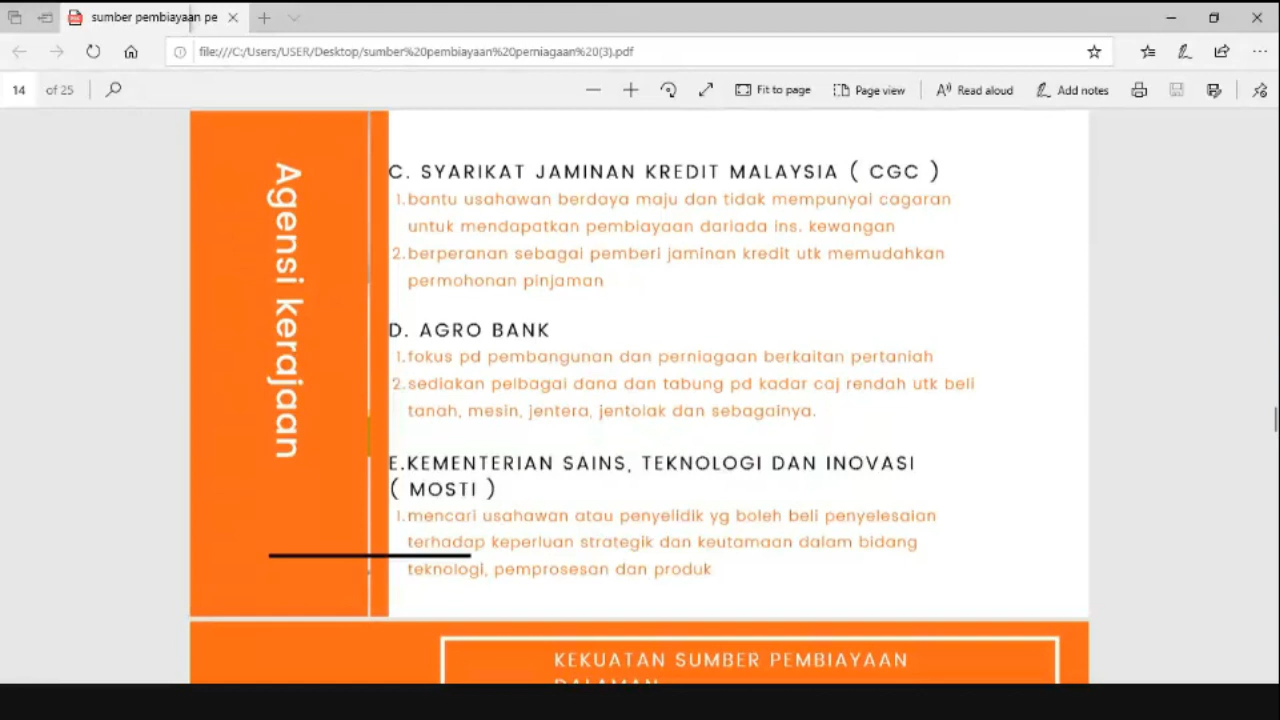 sumber pembiayaan pe
file:///C:/Users/USER/Desktop/sumber%20pembiayaan%20perniagaan%20(3).pdf
14 of 25
Fit to page
Page view
Read aloud
Add notes
Agensi kerajaan
C. SYARIKAT JAMINAN KREDIT MALAYSIA ( CGC )
1. bantu usahawan berdaya maju dan tidak mempunyai cagaran
untuk mendapatkan pembiayaan dariada ins. kewangan
2. berperanan sebagai pemberi jaminan kredit utk memudahkan
permohonan pinjaman
D. AGRO BANK
1. fokus pd pembangunan dan perniagaan berkaitan pertaniah
2. sediakan pelbagai dana dan tabung pd kadar caj rendah utk beli
tanah, mesin, jentera, jentolak dan sebagainya.
E.KEMENTERIAN SAINS, TEKNOLOGI DAN INOVASI
( MOSTI )
1. mencari usahawan atau penyelidik yg boleh beli penyelesaian
terhadap keperluan strategik dan keutamaan dalam bidang
teknologi, pemprosesan dan produk
KEKUATAN SUMBER PEMBIAYAAN
DALAMAN